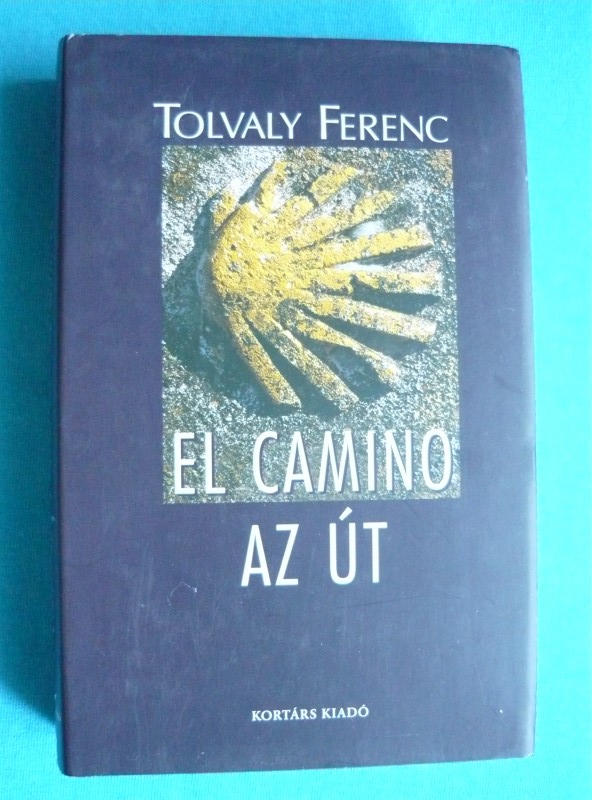 TOLVALY FERENC
EL CAMINO
AZ ÚT
KORTÁRS KIADÓ